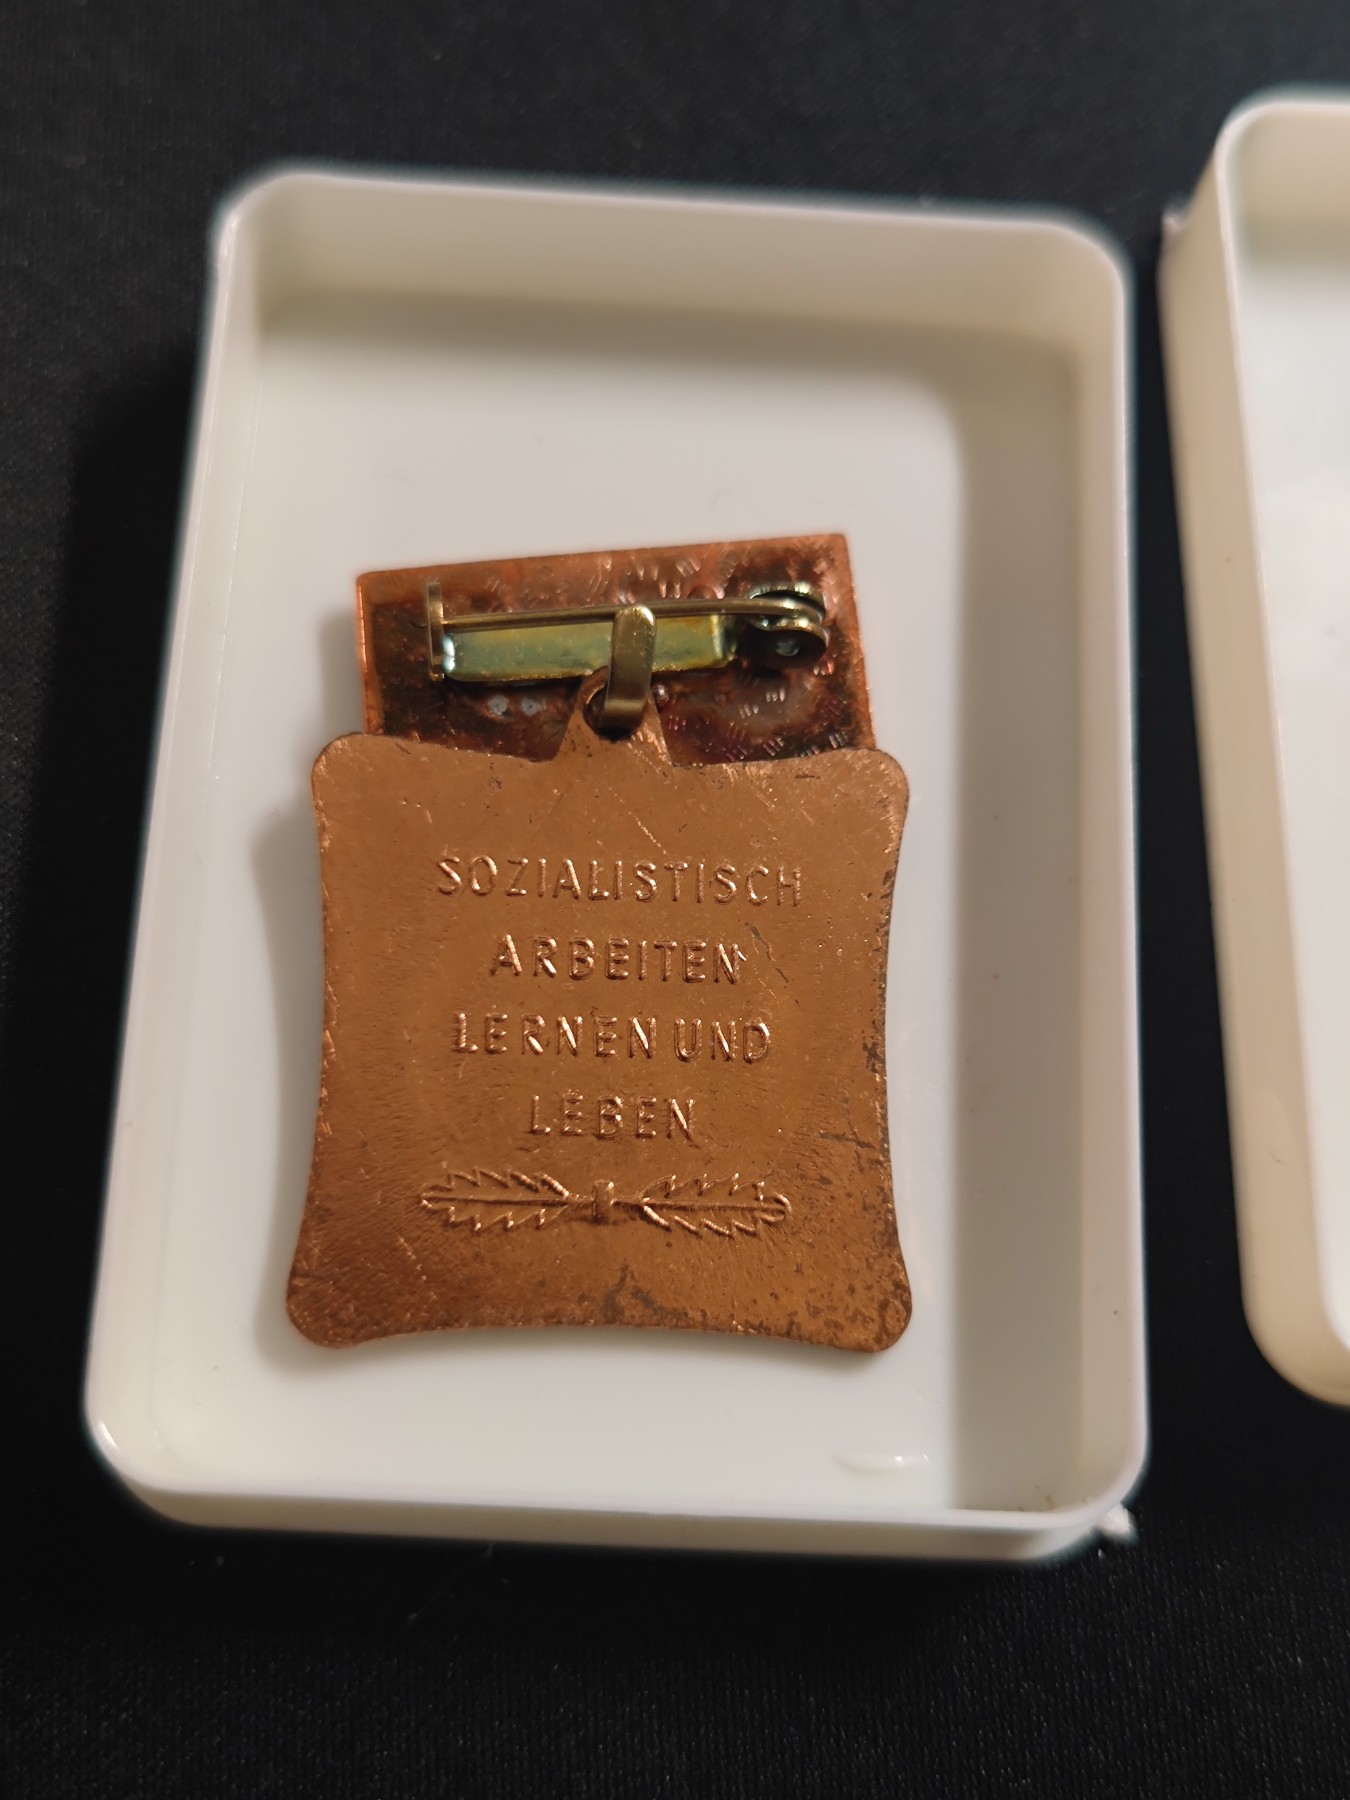 SOZIALISTISCH
ARBEITEN
LERNEN UND
LEBEN